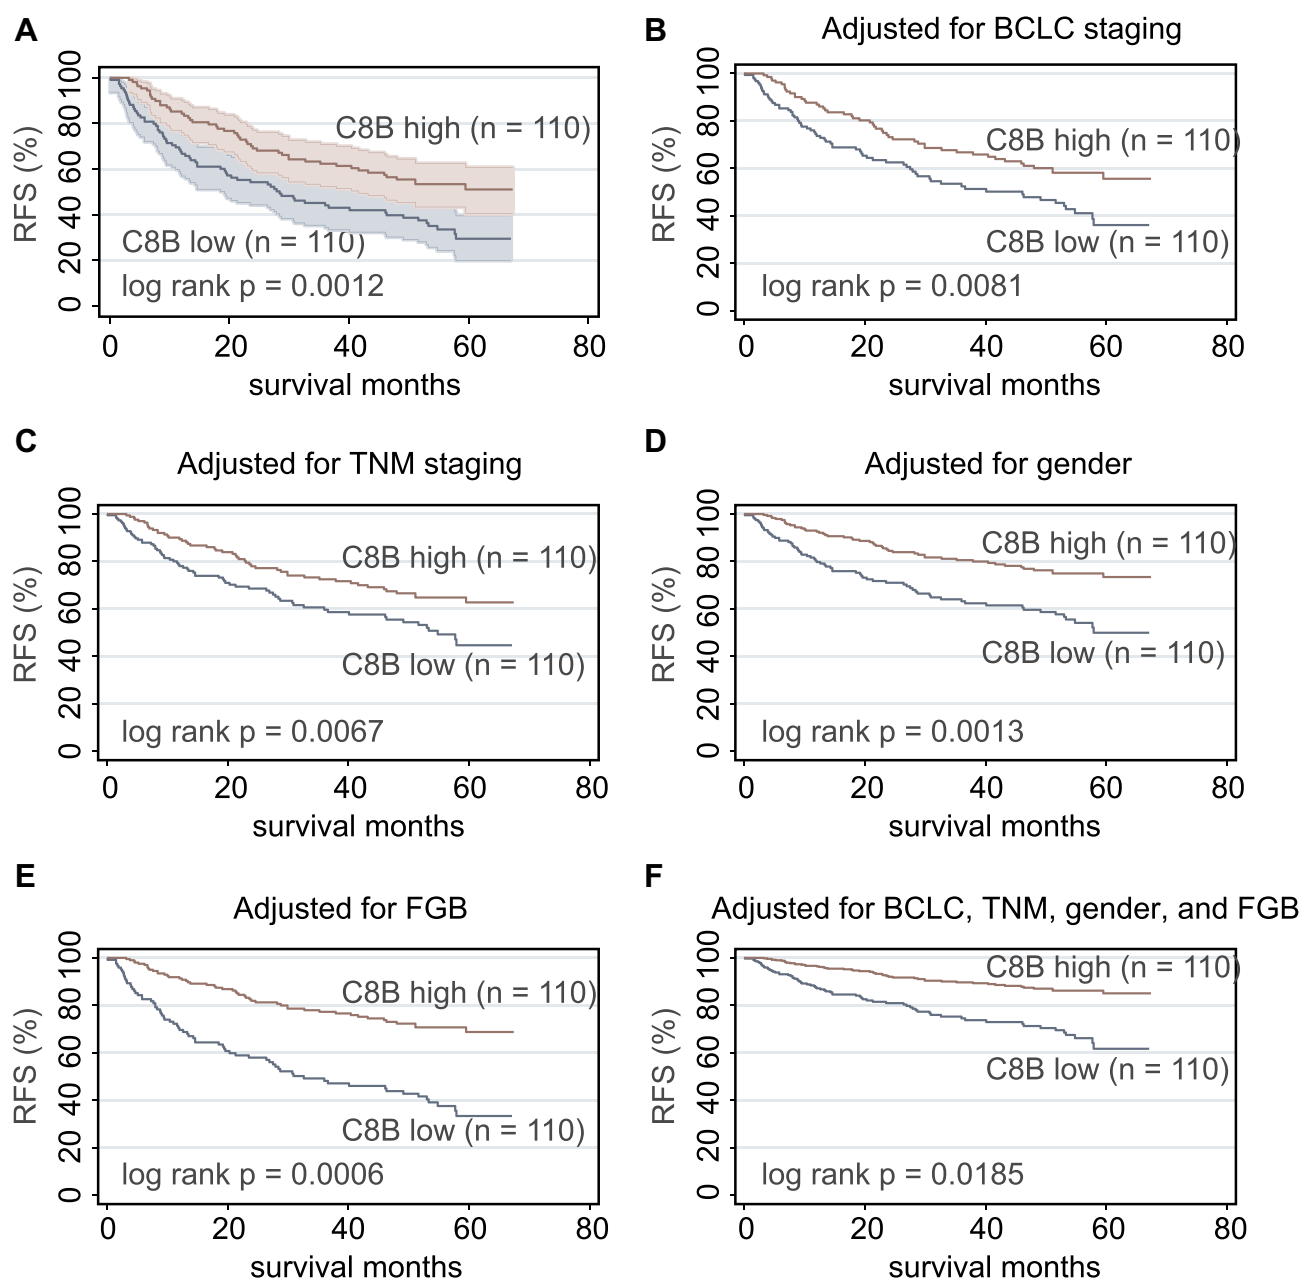 A
RFS (%)
100
80
60
40
20
0
C8B high (n = 110)
C8B low (n = 110)
log rank p = 0.0012
0 20 40 60 80
survival months
B
Adjusted for BCLC staging
RFS (%)
100
80
60
40
20
0
C8B high (n = 110)
C8B low (n = 110)
log rank p = 0.0081
0 20 40 60 80
survival months
C
Adjusted for TNM staging
RFS (%)
100
80
60
40
20
0
C8B high (n = 110)
C8B low (n = 110)
log rank p = 0.0067
0 20 40 60 80
survival months
D
Adjusted for gender
RFS (%)
100
80
60
40
20
0
C8B high (n = 110)
C8B low (n = 110)
log rank p = 0.0013
0 20 40 60 80
survival months
E
Adjusted for FGB
RFS (%)
100
80
60
40
20
0
C8B high (n = 110)
C8B low (n = 110)
log rank p = 0.0006
0 20 40 60 80
survival months
F
Adjusted for BCLC, TNM, gender, and FGB
RFS (%)
100
80
60
40
20
0
C8B high (n = 110)
C8B low (n = 110)
log rank p = 0.0185
0 20 40 60 80
survival months